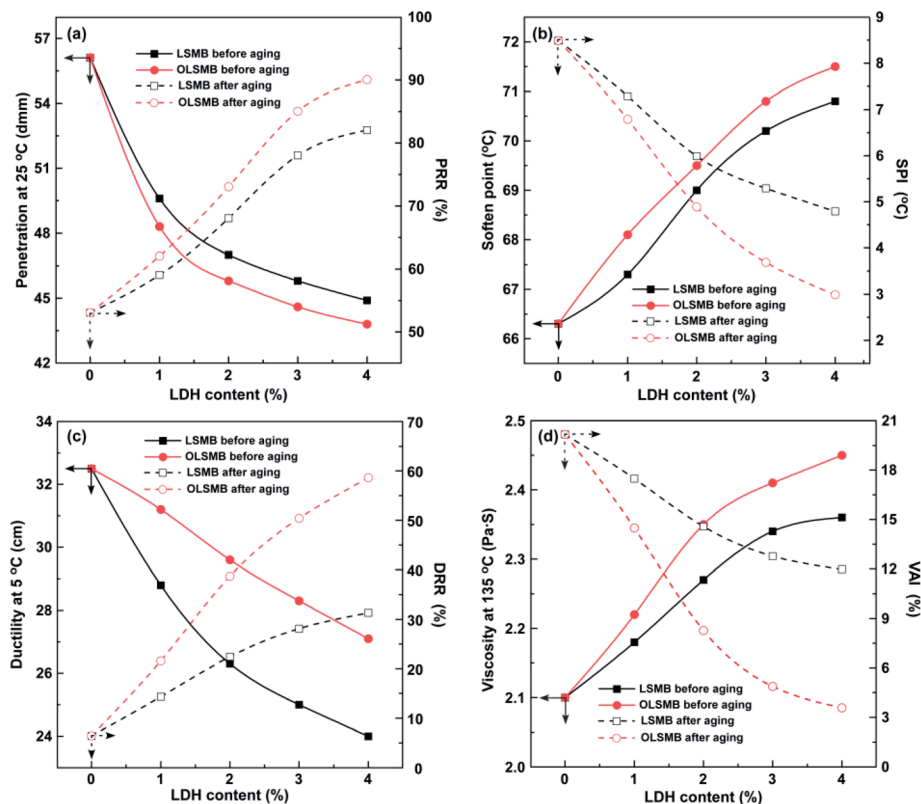 (a)
LSMB before aging
OLSMB before aging
LSMB after aging
OLSMB after aging
Penetration at 25 °C (dmm)
57
54
51
48
45
42
0
1
2
3
4
LDH content (%)
100
90
80
70
60
50
PRR (%)
(b)
LSMB before aging
OLSMB before aging
LSMB after aging
OLSMB after aging
Soften point (°C)
72
71
70
69
68
67
66
0
1
2
3
4
LDH content (%)
9
8
7
6
5
4
3
2
SPI (°C)
(c)
LSMB before aging
OLSMB before aging
LSMB after aging
OLSMB after aging
Ductility at 5 °C (cm)
34
32
30
28
26
24
0
1
2
3
4
LDH content (%)
70
60
50
40
30
20
10
0
DRR (%)
(d)
LSMB before aging
OLSMB before aging
LSMB after aging
OLSMB after aging
Viscosity at 135 °C (Pa·S)
2.5
2.4
2.3
2.2
2.1
2.0
0
1
2
3
4
LDH content (%)
21
18
15
12
9
6
3
0
VAI (%)